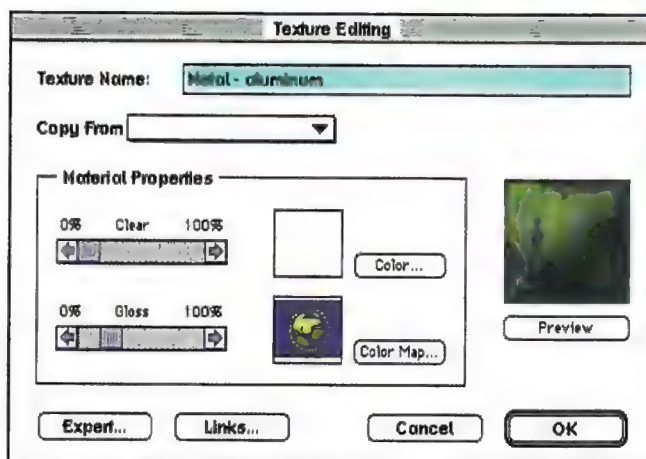 Texture Editing
Texture Name: Metal - aluminum
Copy From
Material Properties
0% Clear 100%
Color...
0% Gloss 100%
Color Map...
Preview
Expert... Links... Cancel OK